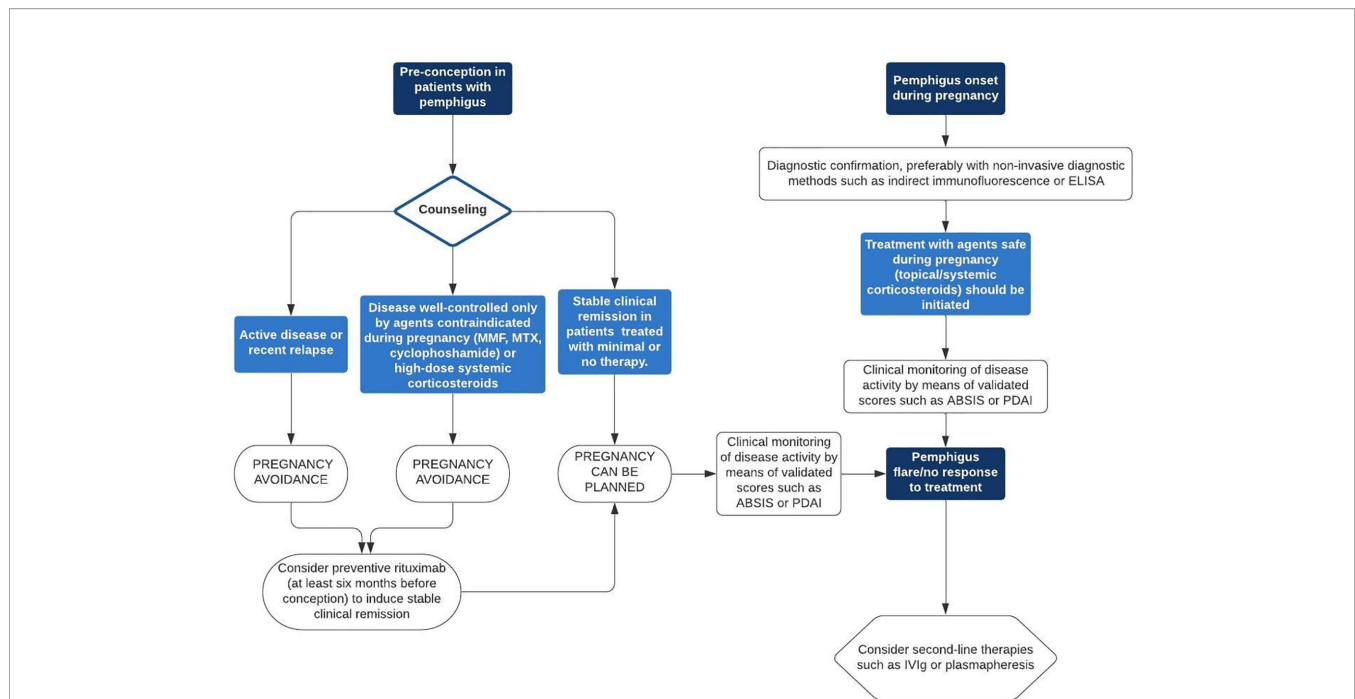 Pre-conception in
patients with
pemphigus
Counseling
Active disease or
recent relapse
Disease well-controlled only
by agents contraindicated
during pregnancy (MMF, MTX,
cyclophoshamide) or
high-dose systemic
corticosteroids
Stable clinical
remission in
patients treated
with minimal or
no therapy.
PREGNANCY
AVOIDANCE
PREGNANCY
AVOIDANCE
PREGNANCY
CAN BE
PLANNED
Consider preventive rituximab
(at least six months before
conception) to induce stable
clinical remission
Clinical monitoring
of disease activity by
means of validated
scores such as
ABSIS or PDAI
Pemphigus onset
during pregnancy
Diagnostic confirmation, preferably with non-invasive diagnostic
methods such as indirect immunofluorescence or ELISA
Treatment with agents safe
during pregnancy
(topical/systemic
corticosteroids) should be
initiated
Clinical monitoring of disease
activity by means of validated
scores such as ABSIS or PDAI
Pemphigus
flare/no response
to treatment
Consider second-line therapies
such as IVIg or plasmapheresis